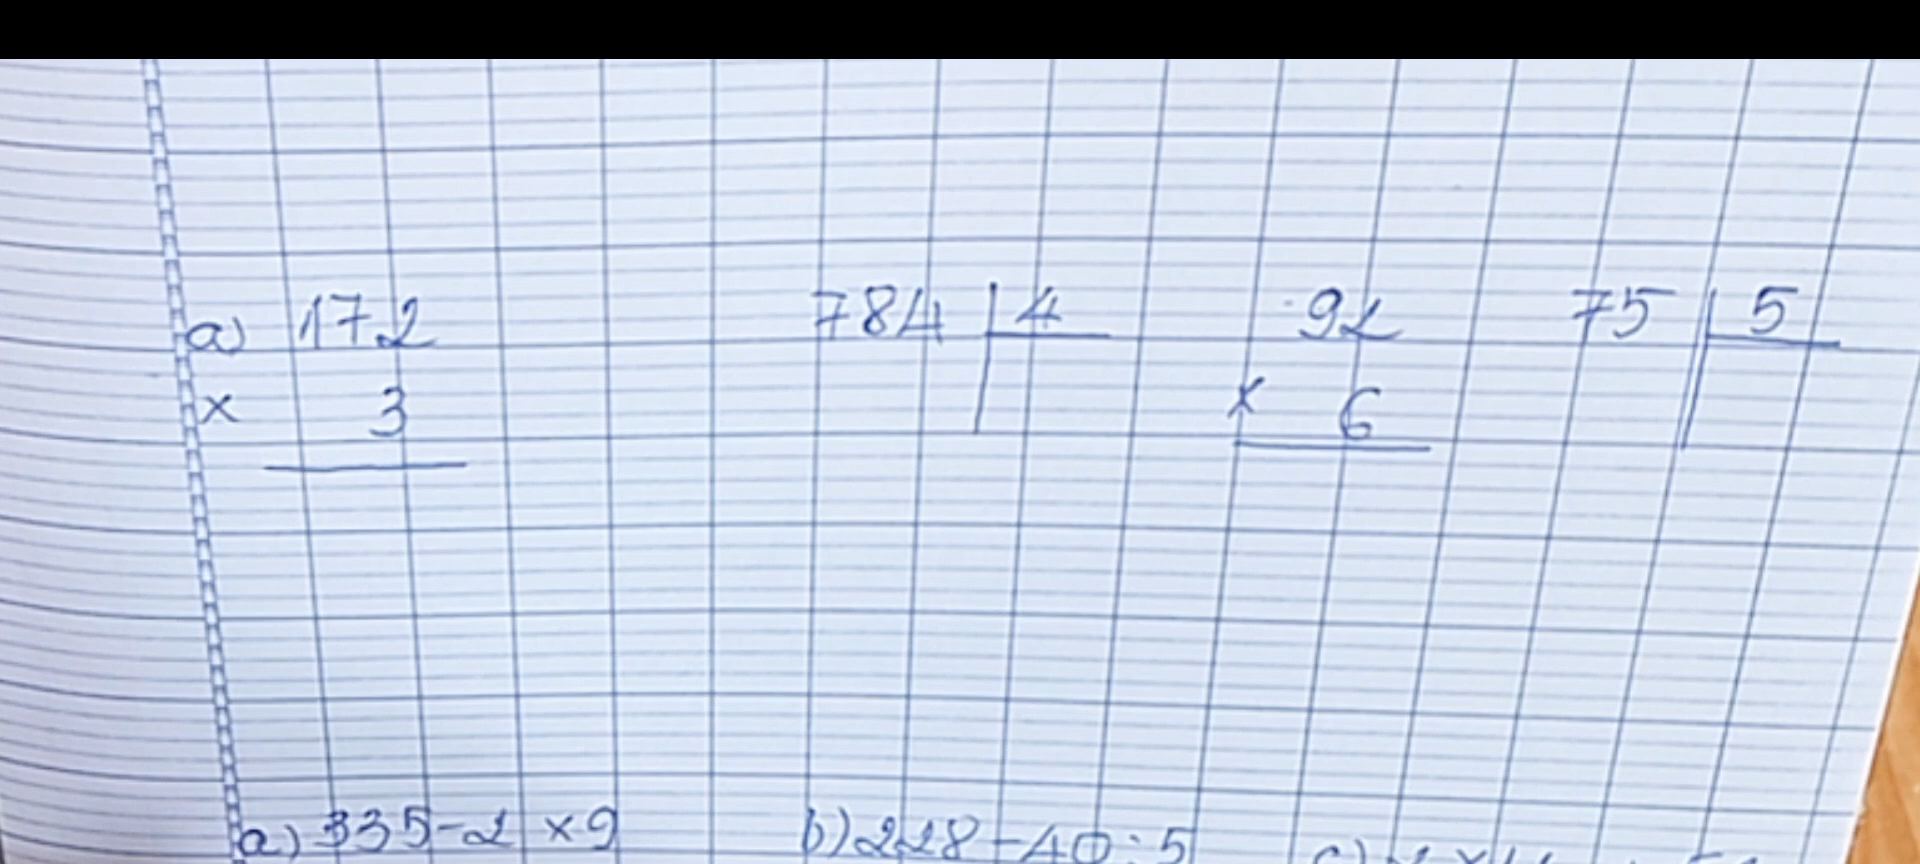 a) 172 784 4 92 75 5
x 3 x 6
a) 335-2 x 9 b) 228-40:5 c)